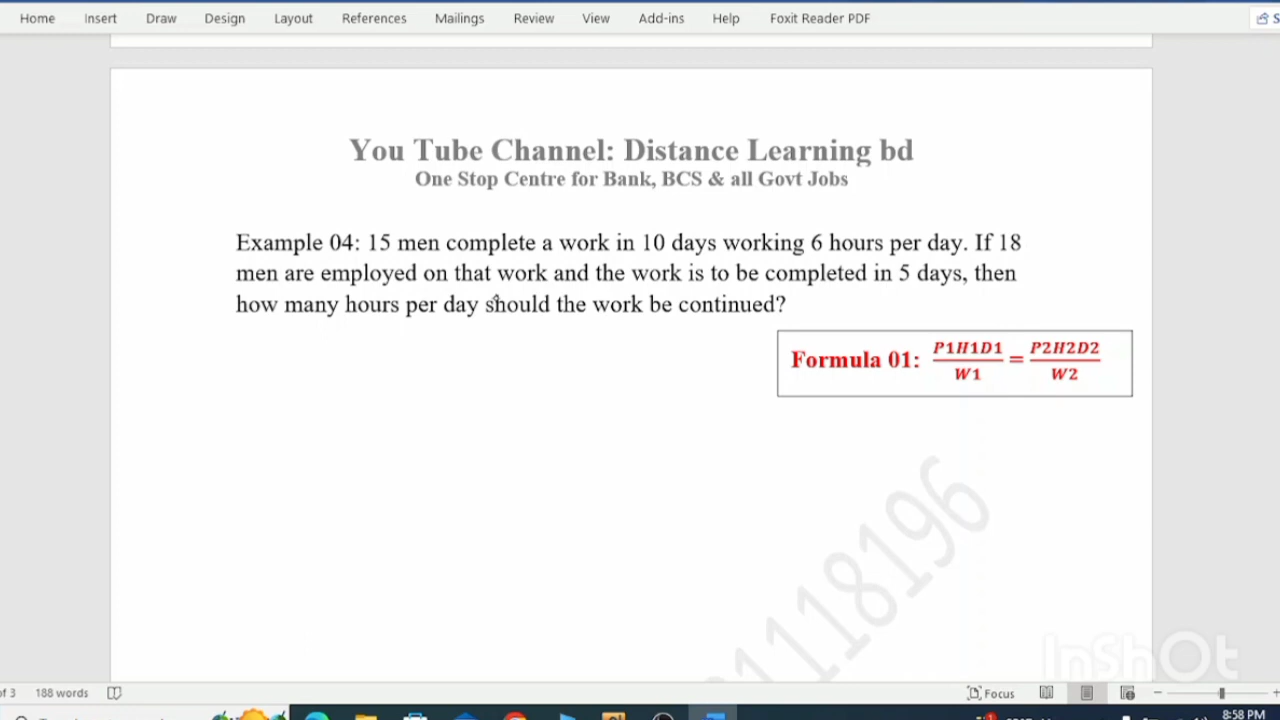 Home Insert Draw Design Layout References Mailings Review View Add-ins Help Foxit Reader PDF
You Tube Channel: Distance Learning bd
One Stop Centre for Bank, BCS & all Govt Jobs
Example 04: 15 men complete a work in 10 days working 6 hours per day. If 18
men are employed on that work and the work is to be completed in 5 days, then
how many hours per day should the work be continued?
Formula 01: P1H1D1/W1 = P2H2D2/W2
118196
InShOt
of 3 188 words Focus
8:58 PM